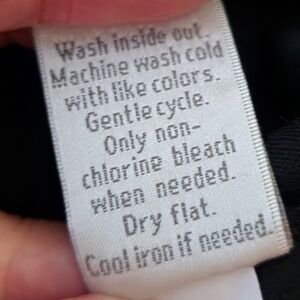 Wash inside out.
Machine wash cold
with like colors.
Gentle cycle.
Only non-
chlorine bleach
when needed.
Dry flat.
Cool iron if needed.